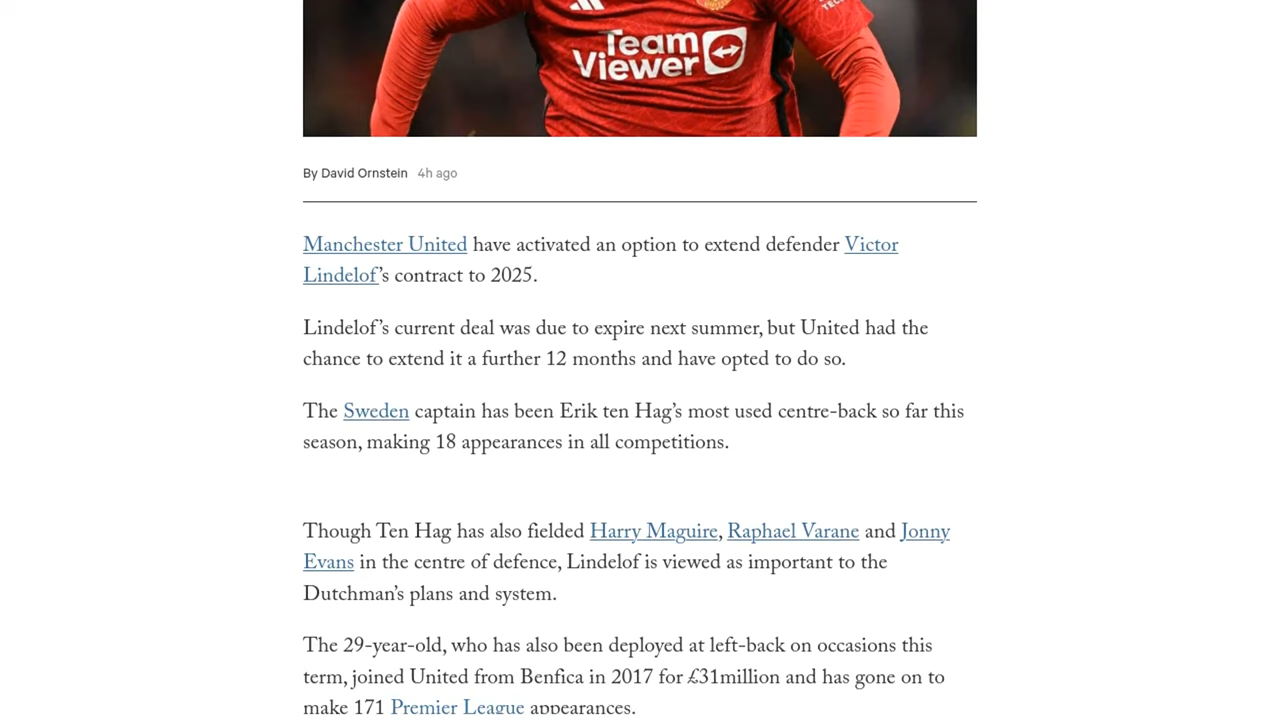 TEC
Team
Viewer
By David Ornstein 4h ago
Manchester United have activated an option to extend defender Victor
Lindelof’s contract to 2025.
Lindelof’s current deal was due to expire next summer, but United had the
chance to extend it a further 12 months and have opted to do so.
The Sweden captain has been Erik ten Hag’s most used centre-back so far this
season, making 18 appearances in all competitions.
Though Ten Hag has also fielded Harry Maguire, Raphael Varane and Jonny
Evans in the centre of defence, Lindelof is viewed as important to the
Dutchman’s plans and system.
The 29-year-old, who has also been deployed at left-back on occasions this
term, joined United from Benfica in 2017 for £31million and has gone on to
make 171 Premier League appearances.